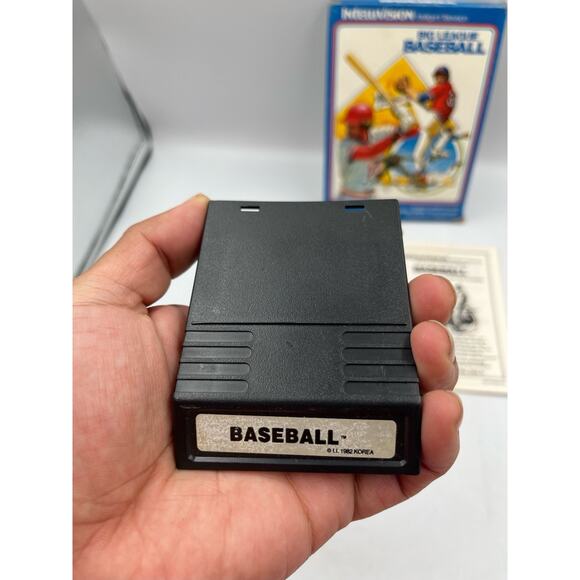 INTELLIVISION
BIG LEAGUE
BASEBALL
BASEBALL
BASEBALL™
© I.I. 1982 KOREA